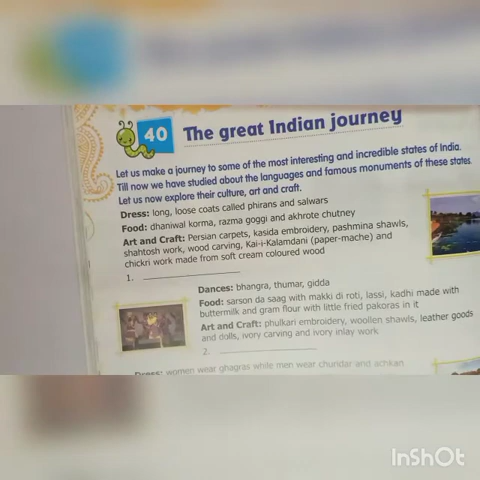 40 The great Indian journey
Let us make a journey to some of the most interesting and incredible states of India.
Till now we have studied about the languages and famous monuments of these states.
Let us now explore their culture, art and craft.
Dress: long, loose coats called phirans and salwars
Food: dhaniwal korma, razma goggi and akhrote chutney
Art and Craft: Persian carpets, kasida embroidery, pashmina shawls,
shahtosh work, wood carving, Kai-i-Kalamdani (paper-mache) and
chickri work made from soft cream coloured wood
1.
Dances: bhangra, thumar, gidda
Food: sarson da saag with makki di roti, lassi, kadhi made with
buttermilk and gram flour with little fried pakoras in it
Art and Craft: phulkari embroidery, woollen shawls, leather goods
and dolls, ivory carving and ivory inlay work
2.
Dress: women wear ghagras while men wear churidar and achkan
InShOt